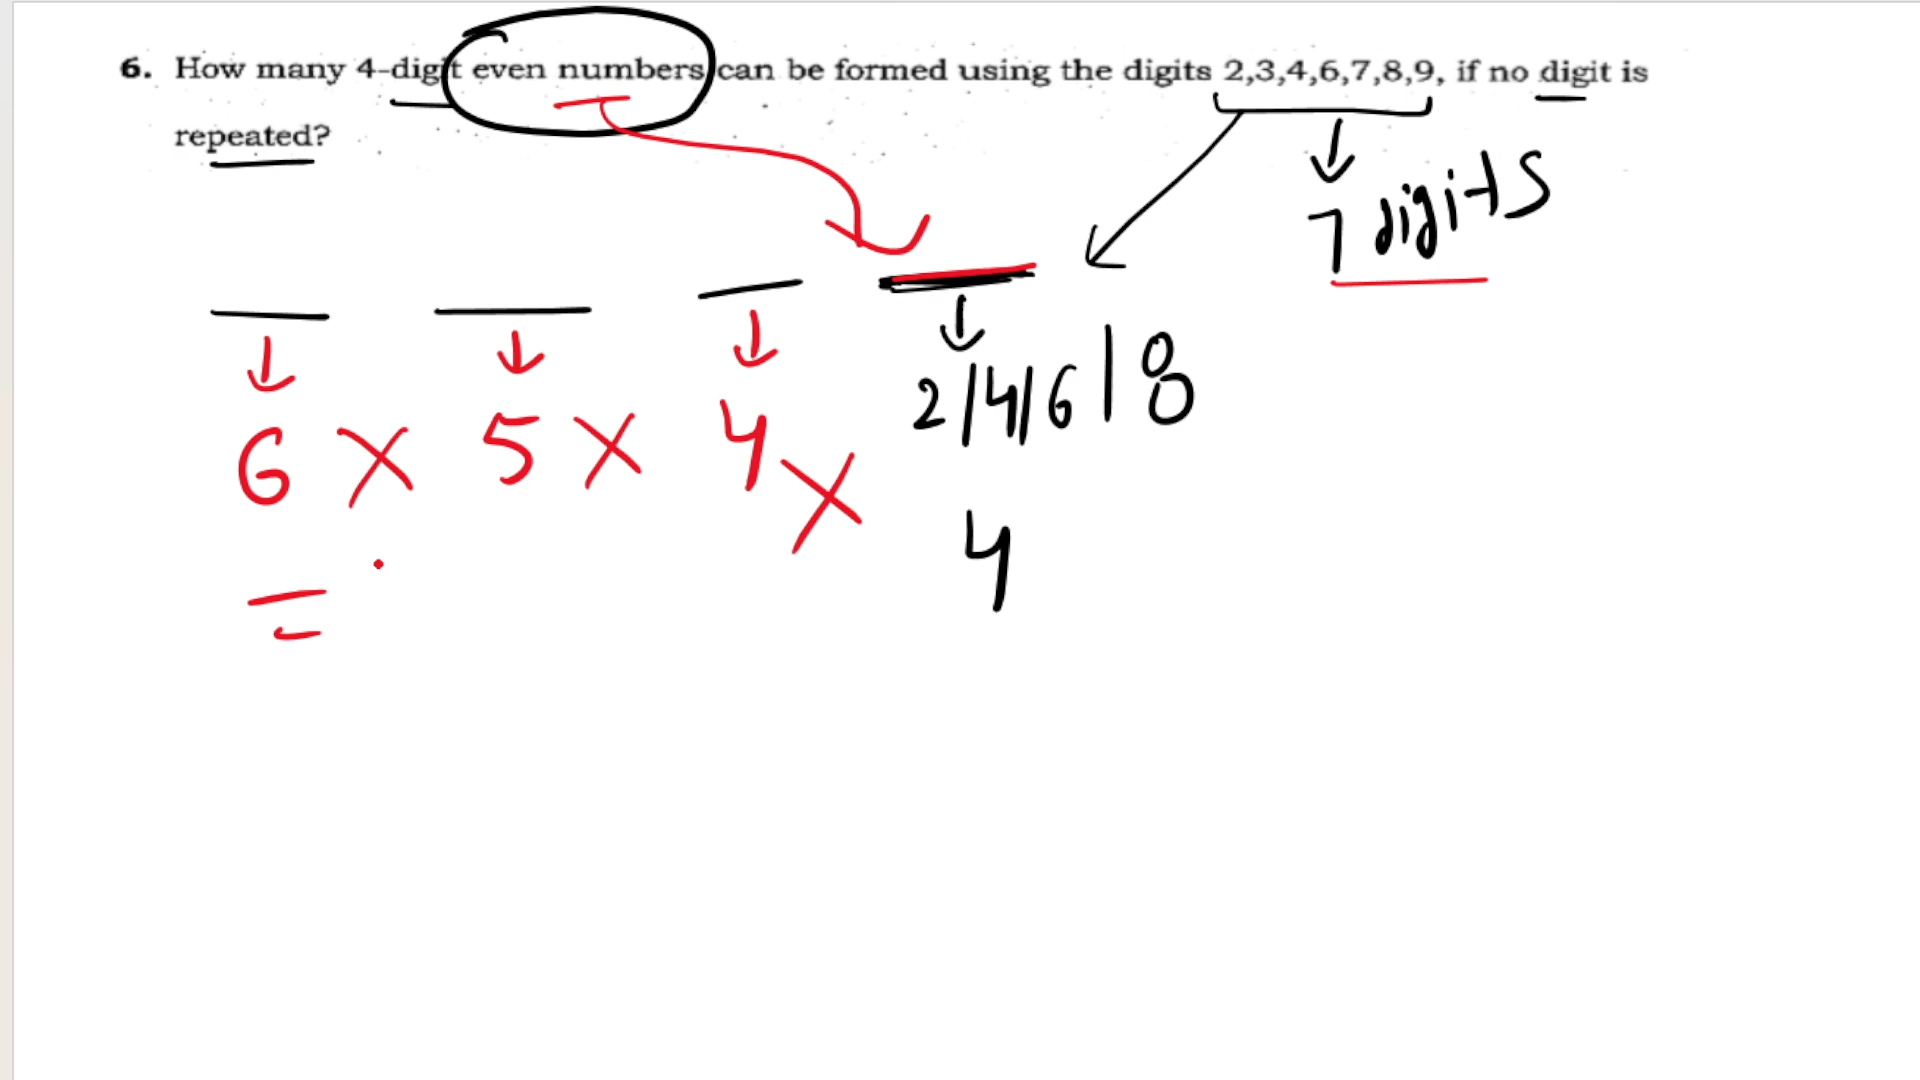 6. How many 4-digit even numbers can be formed using the digits 2,3,4,6,7,8,9, if no digit is
repeated?
7 digits
2/4/6/8
6 × 5 × 4 ×
4
=